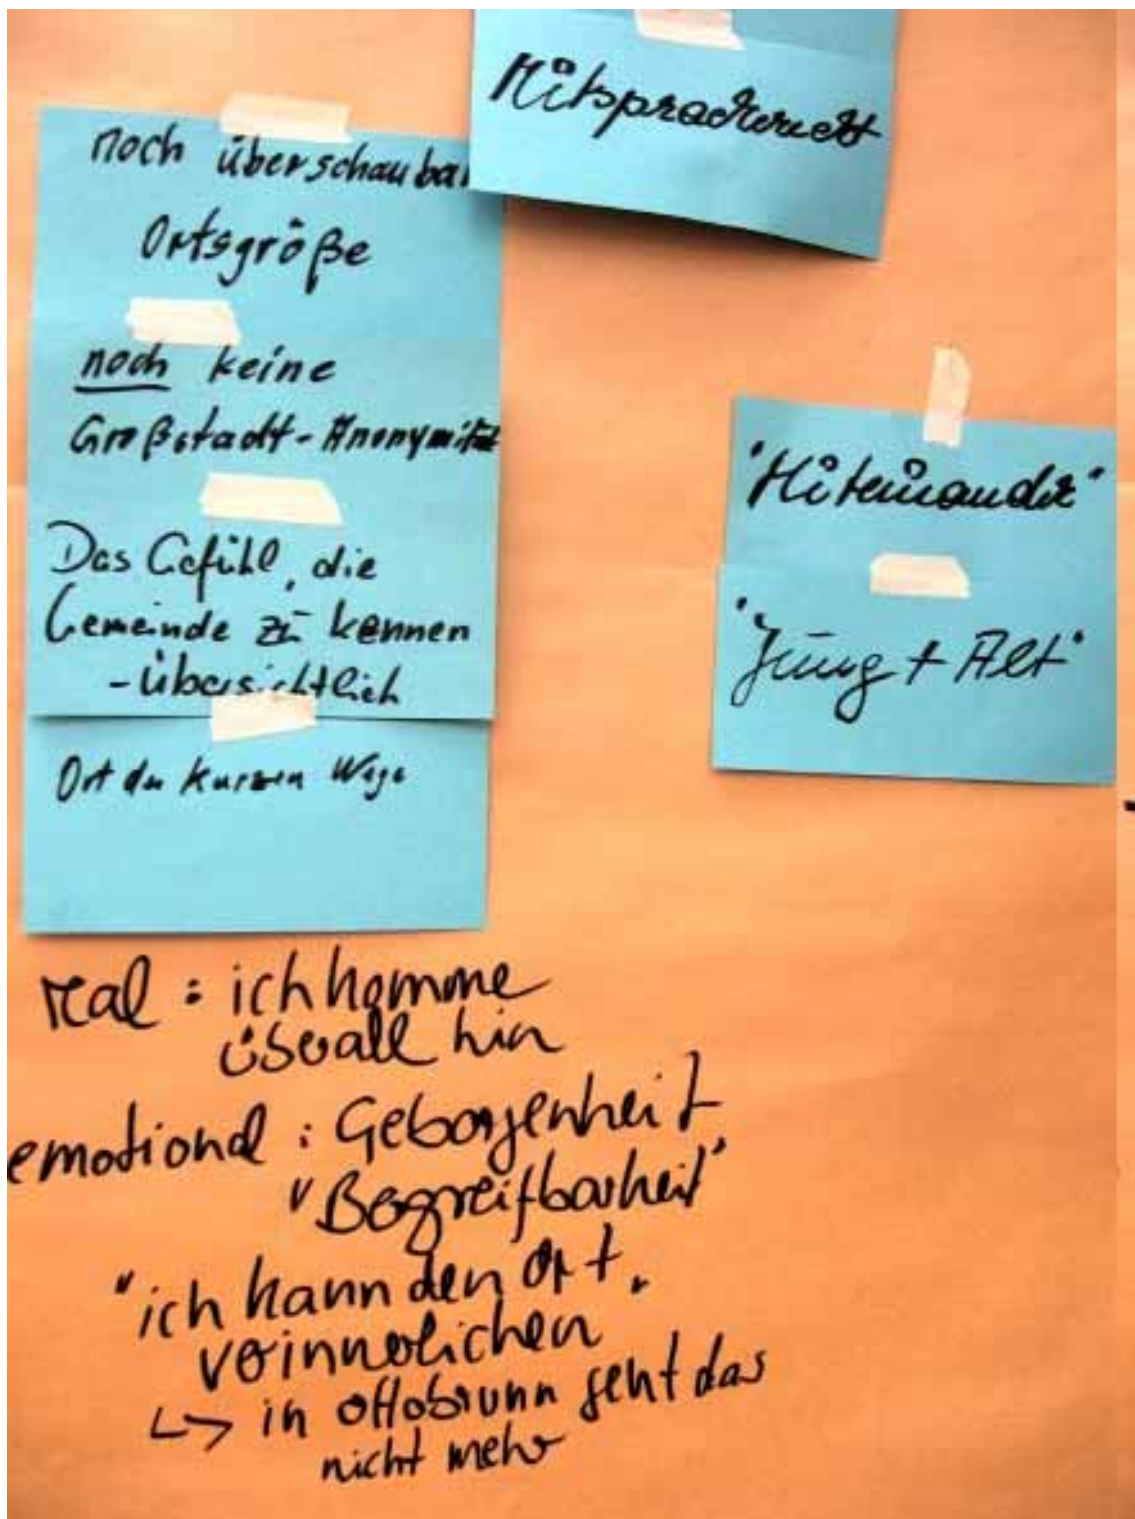 Mitspracherecht
noch überschaubar
Ortsgröße
noch keine
Großstadt-Anonymität
Das Gefühl, die
Gemeinde zu kennen
- übersichtlich
Ort der kurzen Wege
"Miteinander"
"Jung + Alt"
real : ich komme
überall hin
emotional : Geborgenheit
"Begreifbarkeit"
"ich kann den Ort
verinnerlichen"
↳ in Ottobrunn geht das
nicht mehr